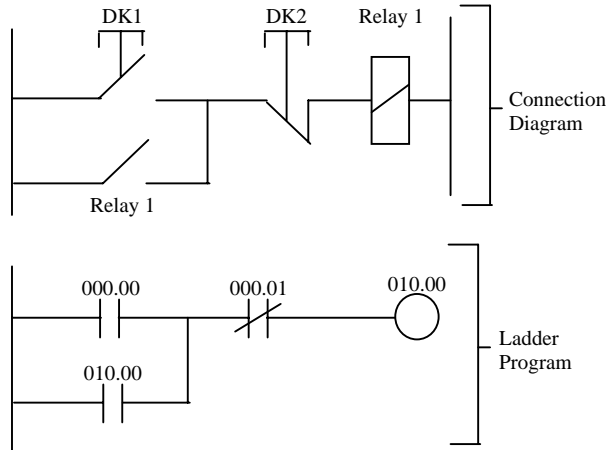 DK1
DK2
Relay 1
Connection
Diagram
Relay 1
000.00
000.01
010.00
Ladder
Program
010.00